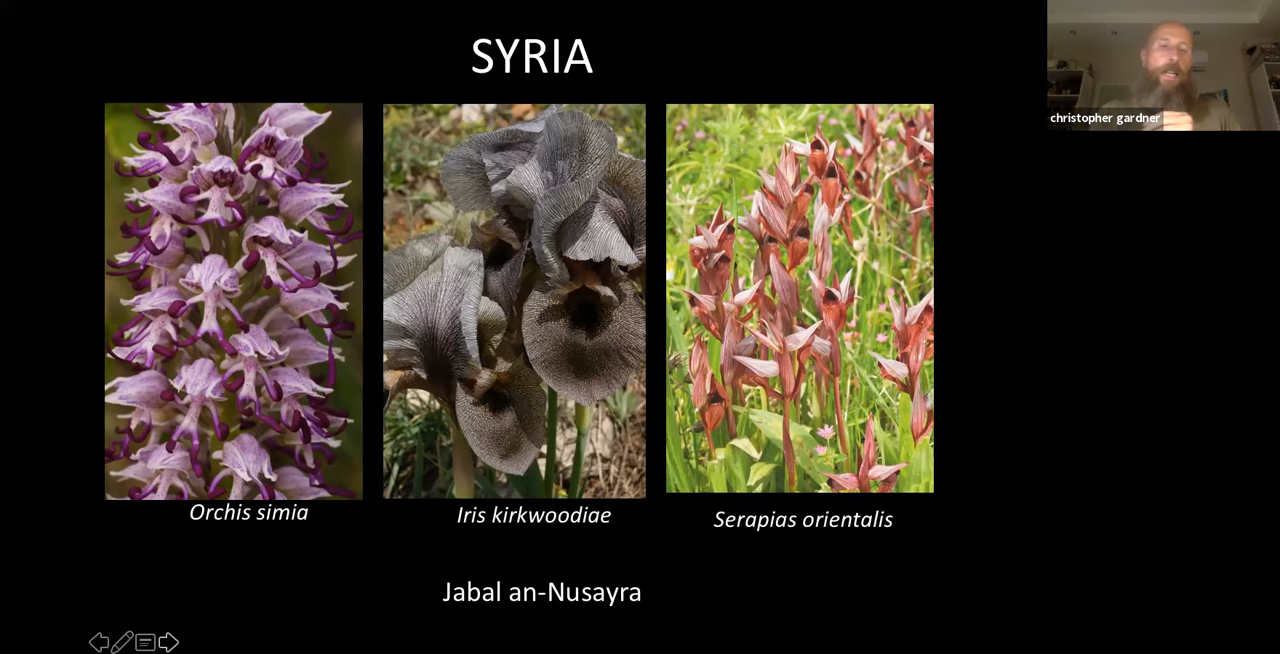 SYRIA
christopher gardner
Orchis simia
Iris kirkwoodiae
Serapias orientalis
Jabal an-Nusayra